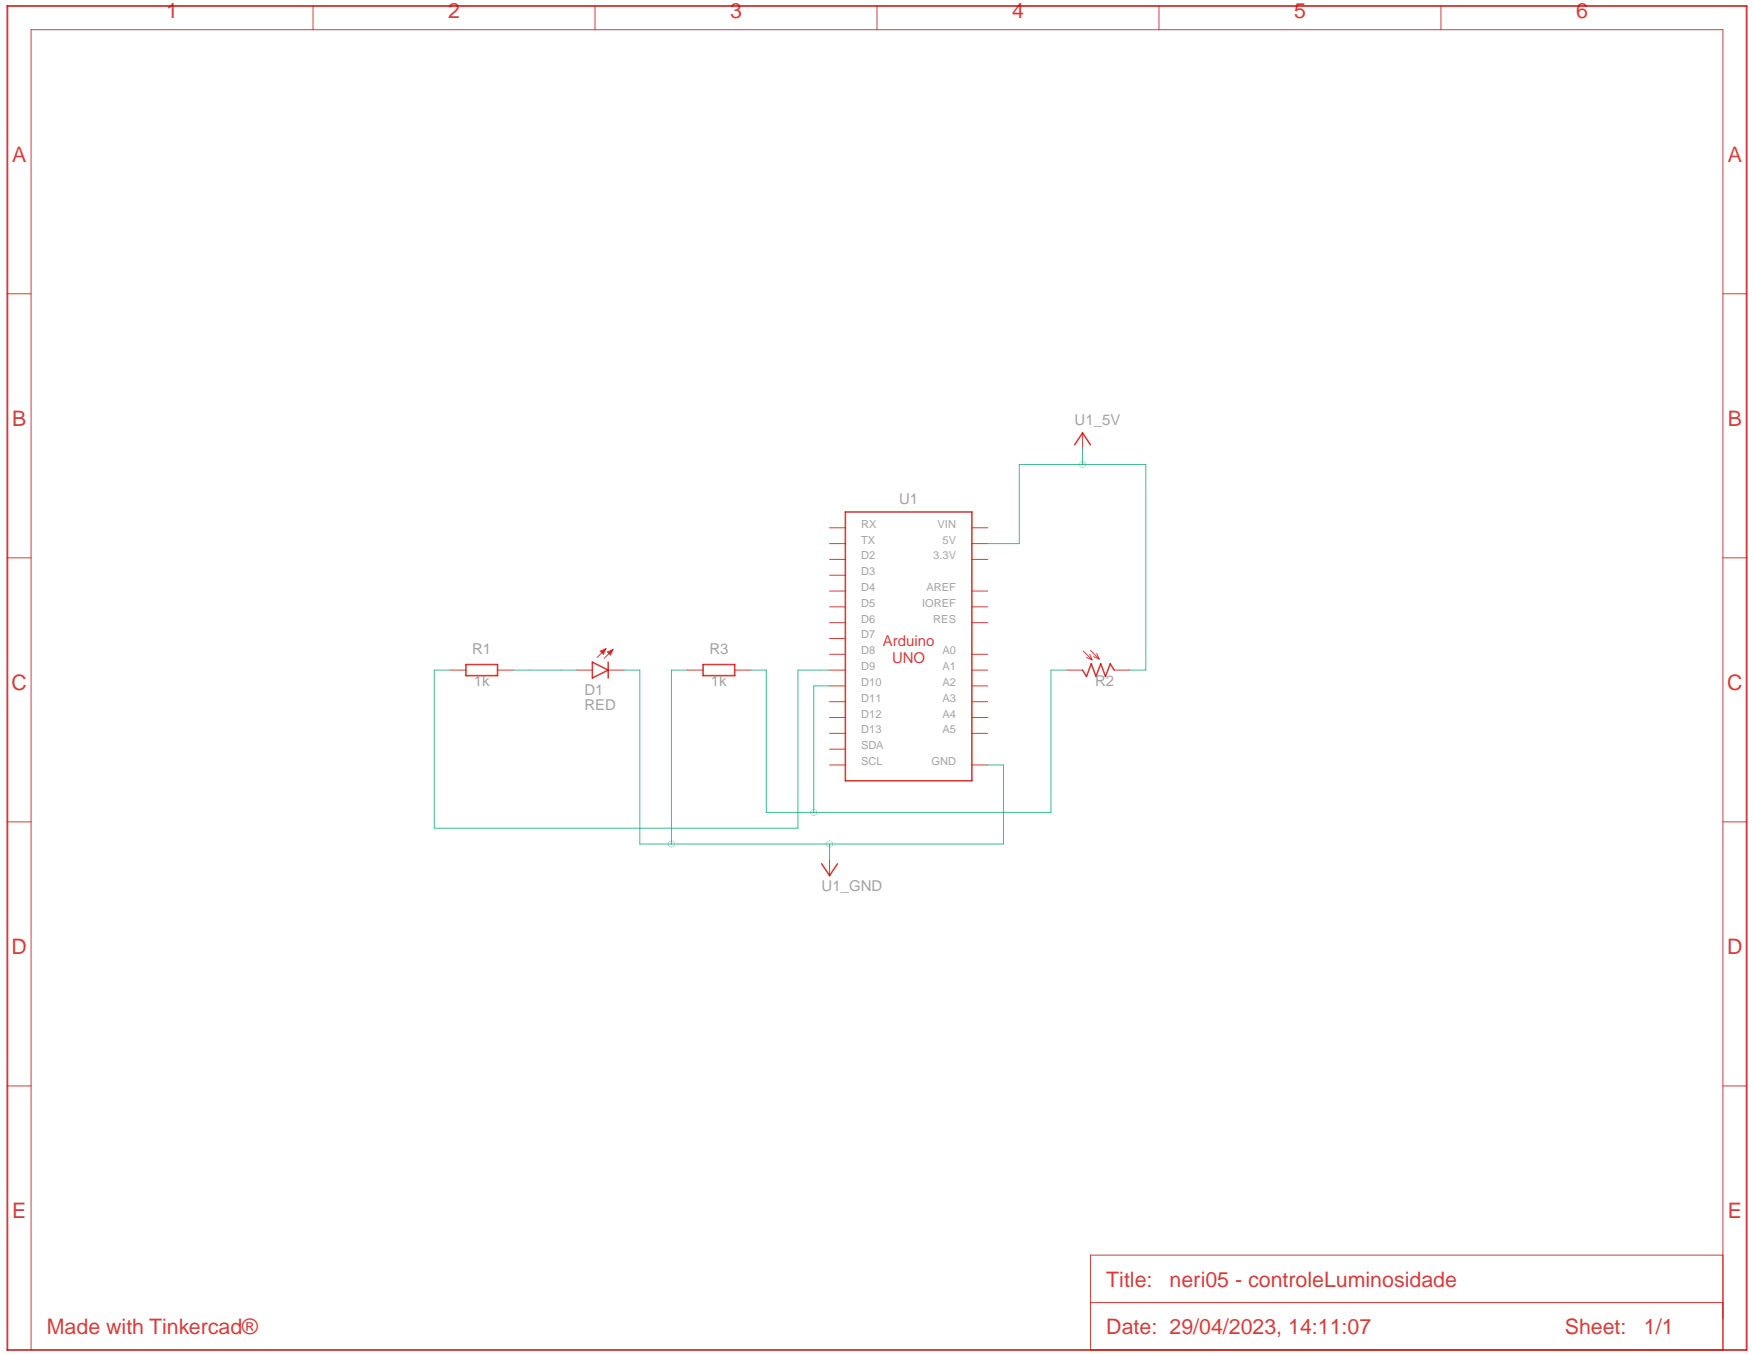 1 2 3 4 5 6
A A
B B
U1_5V
U1
RX VIN
TX 5V
D2 3.3V
D3
D4 AREF
D5 IOREF
D6 RES
D7
Arduino
UNO
D8 A0
D9 A1
D10 A2
D11 A3
D12 A4
D13 A5
SDA
SCL GND
R1
1k
D1
RED
R3
1k
R2
C C
U1_GND
D D
E E
Title: neri05 - controleLuminosidade
Date: 29/04/2023, 14:11:07 Sheet: 1/1
Made with Tinkercad®